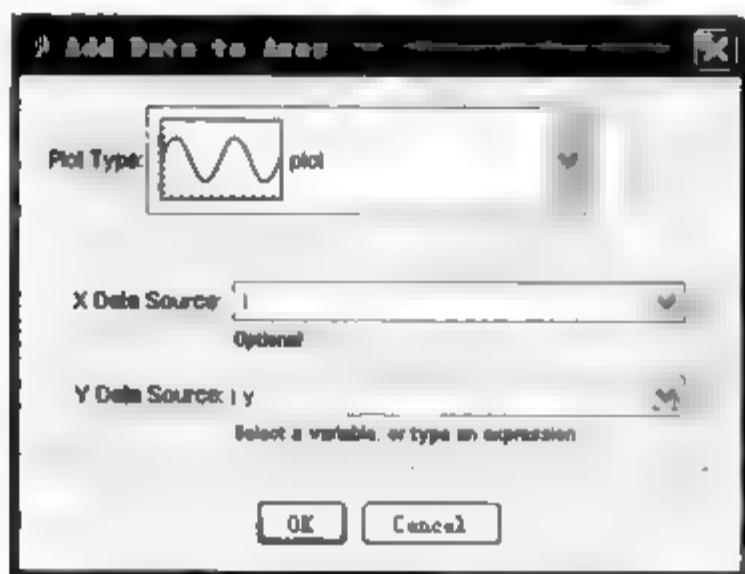 Add Data to Axes
Plot Type: plot
X Data Source:
Optional
Y Data Source: y
Select a variable, or type an expression
OK Cancel